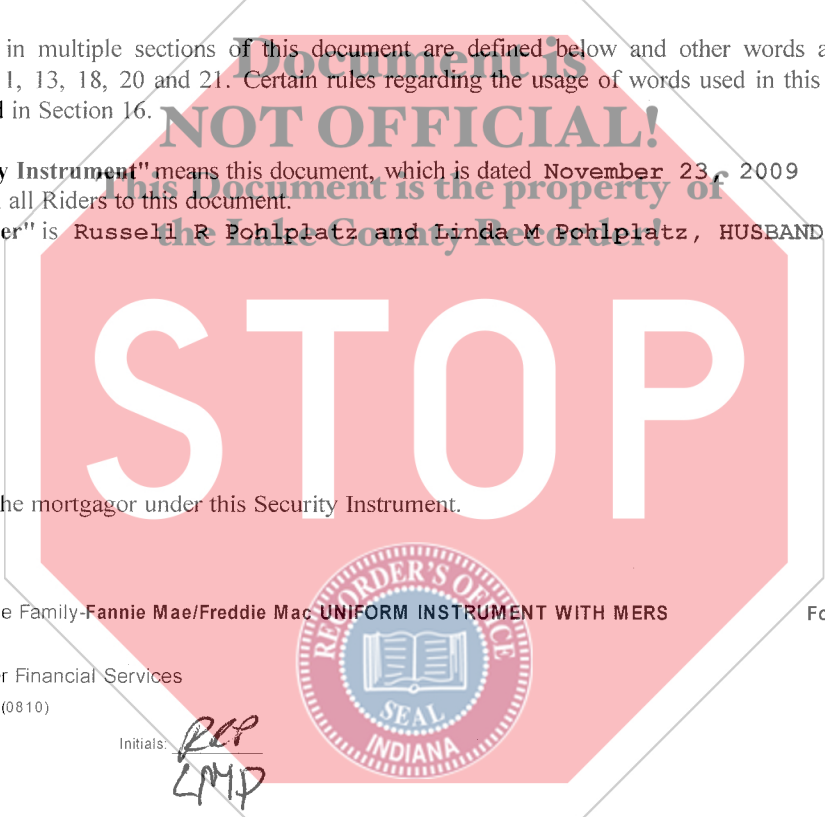 in multiple sections of this document are defined below and other words a
1, 13, 18, 20 and 21. Certain rules regarding the usage of words used in this
in Section 16.
Document is
NOT OFFICIAL!
This Document is the property of
the Lake County Recorder!
y Instrument" means this document, which is dated November 23, 2009
all Riders to this document.
er" is Russell R Pohlplatz and Linda M Pohlplatz, HUSBAND
STOP
he mortgagor under this Security Instrument.
e Family-Fannie Mae/Freddie Mac UNIFORM INSTRUMENT WITH MERS Fo
r Financial Services
(0810)
Initials: RRP
LMP
RECORDER'S OFFICE
SEAL
INDIANA